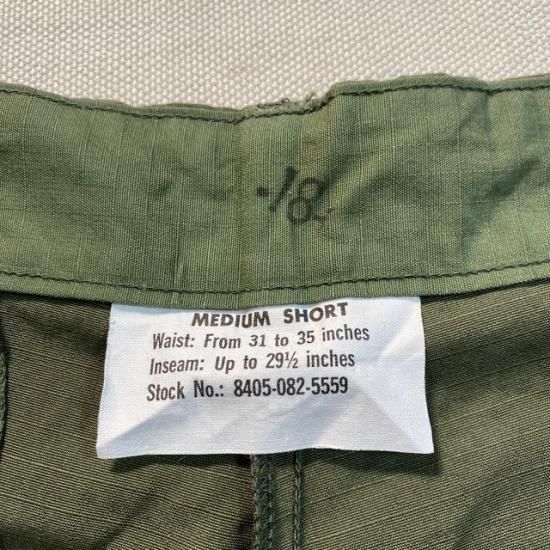 -18-
MEDIUM SHORT
Waist: From 31 to 35 inches
Inseam: Up to 29½ inches
Stock No.: 8405-082-5559